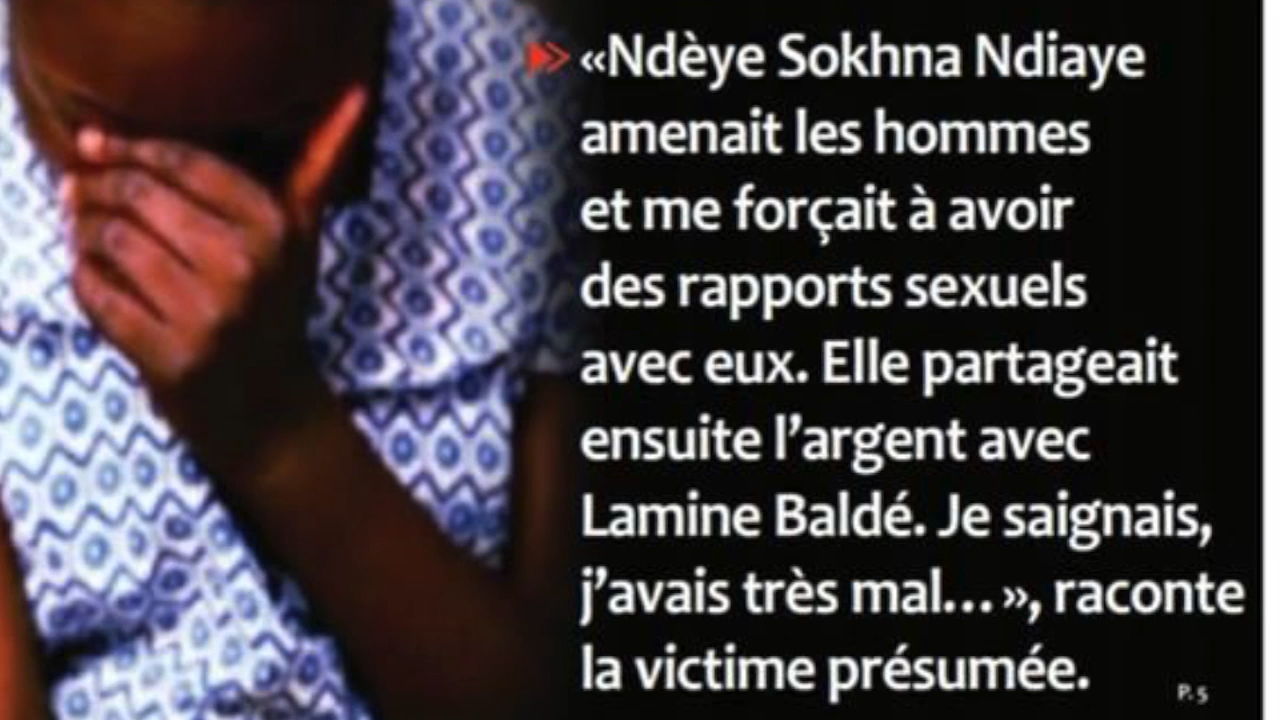 «Ndèye Sokhna Ndiaye
amenait les hommes
et me forçait à avoir
des rapports sexuels
avec eux. Elle partageait
ensuite l’argent avec
Lamine Baldé. Je saignais,
j’avais très mal...», raconte
la victime présumée.
P. 5